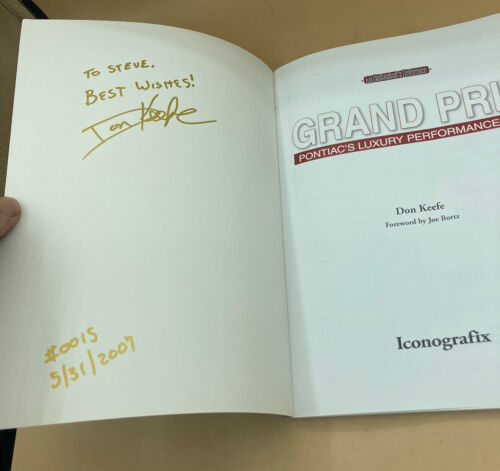 TO STEVE.
BEST WISHES!
Don Keefe
#0015
5/31/2007
GRAND PRI
PONTIAC'S LUXURY PERFORMANCE
Don Keefe
Foreword by Joe Bortz
Iconografix